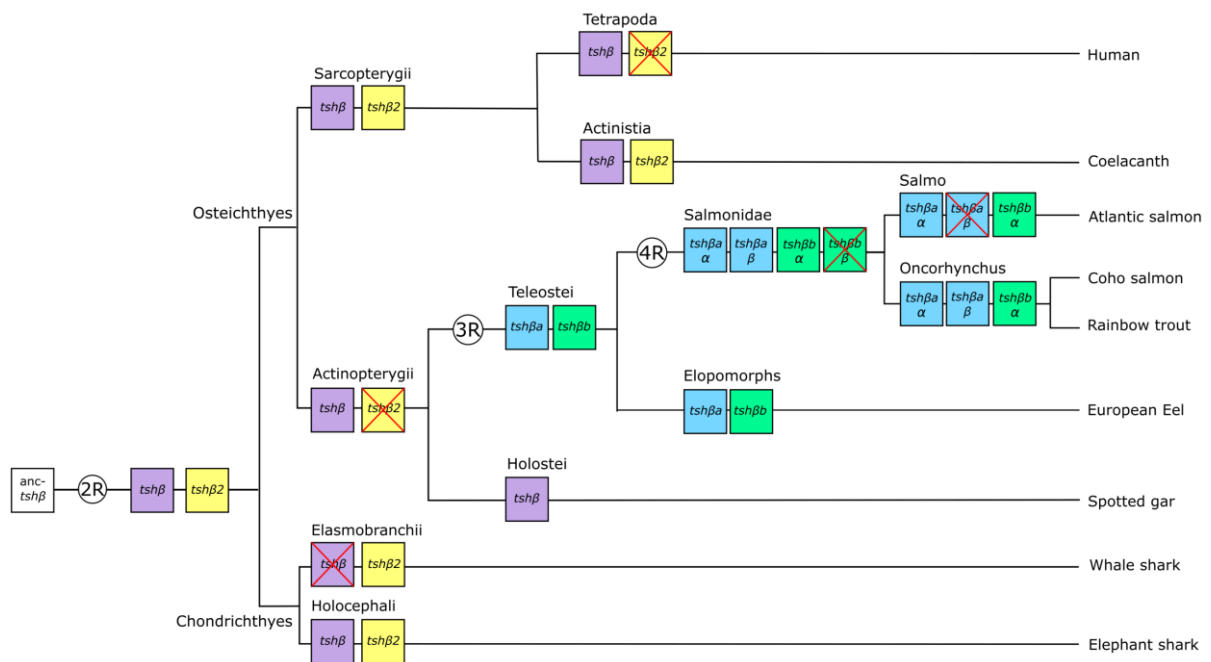 Tetrapoda
tshβ tshβ2
Human
Sarcopterygii
tshβ tshβ2
Actinistia
tshβ tshβ2
Coelacanth
Osteichthyes
Salmo
tshβa α tshβa β tshβb α
Atlantic salmon
Salmonidae
4R
tshβa α tshβa β tshβb α tshβb β
Oncorhynchus
tshβa α tshβa β tshβb α
Coho salmon
Rainbow trout
Teleostei
3R
tshβa tshβb
Actinopterygii
tshβ tshβ2
Elopomorphs
tshβa tshβb
European Eel
Holostei
tshβ
Spotted gar
anc-
tshβ
2R
tshβ tshβ2
Elasmobranchii
tshβ tshβ2
Whale shark
Chondrichthyes
Holocephali
tshβ tshβ2
Elephant shark